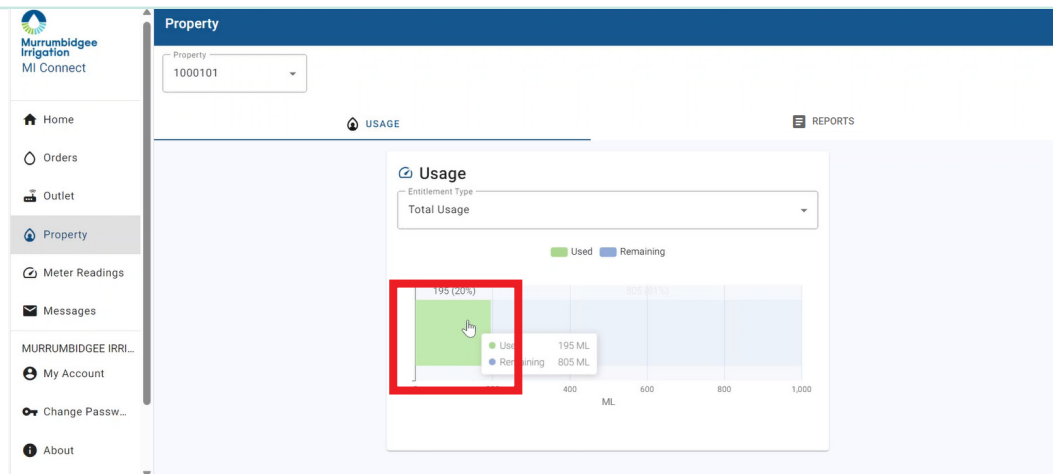 Murrumbidgee
Irrigation
MI Connect
Home
Orders
Outlet
Property
Meter Readings
Messages
MURRUMBIDGEE IRRI...
My Account
Change Passw...
About
Property
Property
1000101
USAGE
REPORTS
Usage
Entitlement Type
Total Usage
Used Remaining
195 (20%) 805 (81%)
195 ML
805 ML
400 600 800 1,000
ML